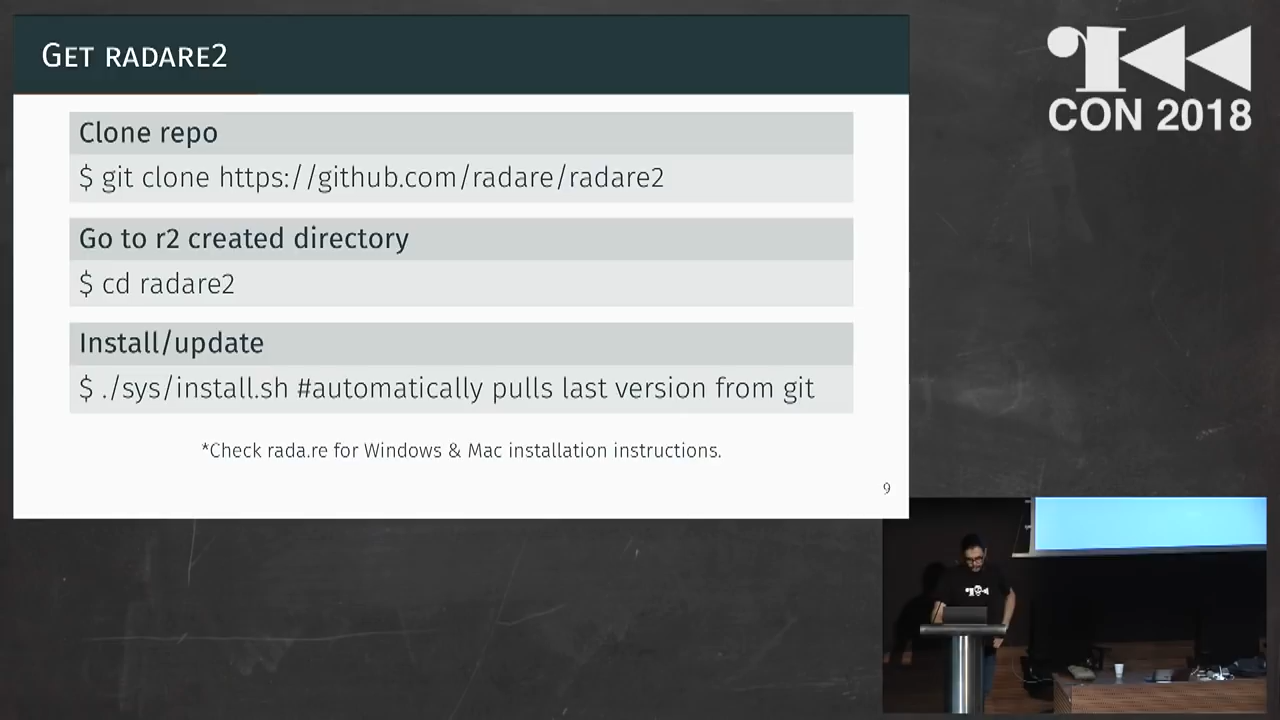 GET RADARE2
Clone repo
$ git clone https://github.com/radare/radare2
Go to r2 created directory
$ cd radare2
Install/update
$ ./sys/install.sh #automatically pulls last version from git
*Check rada.re for Windows & Mac installation instructions.
9
CON 2018